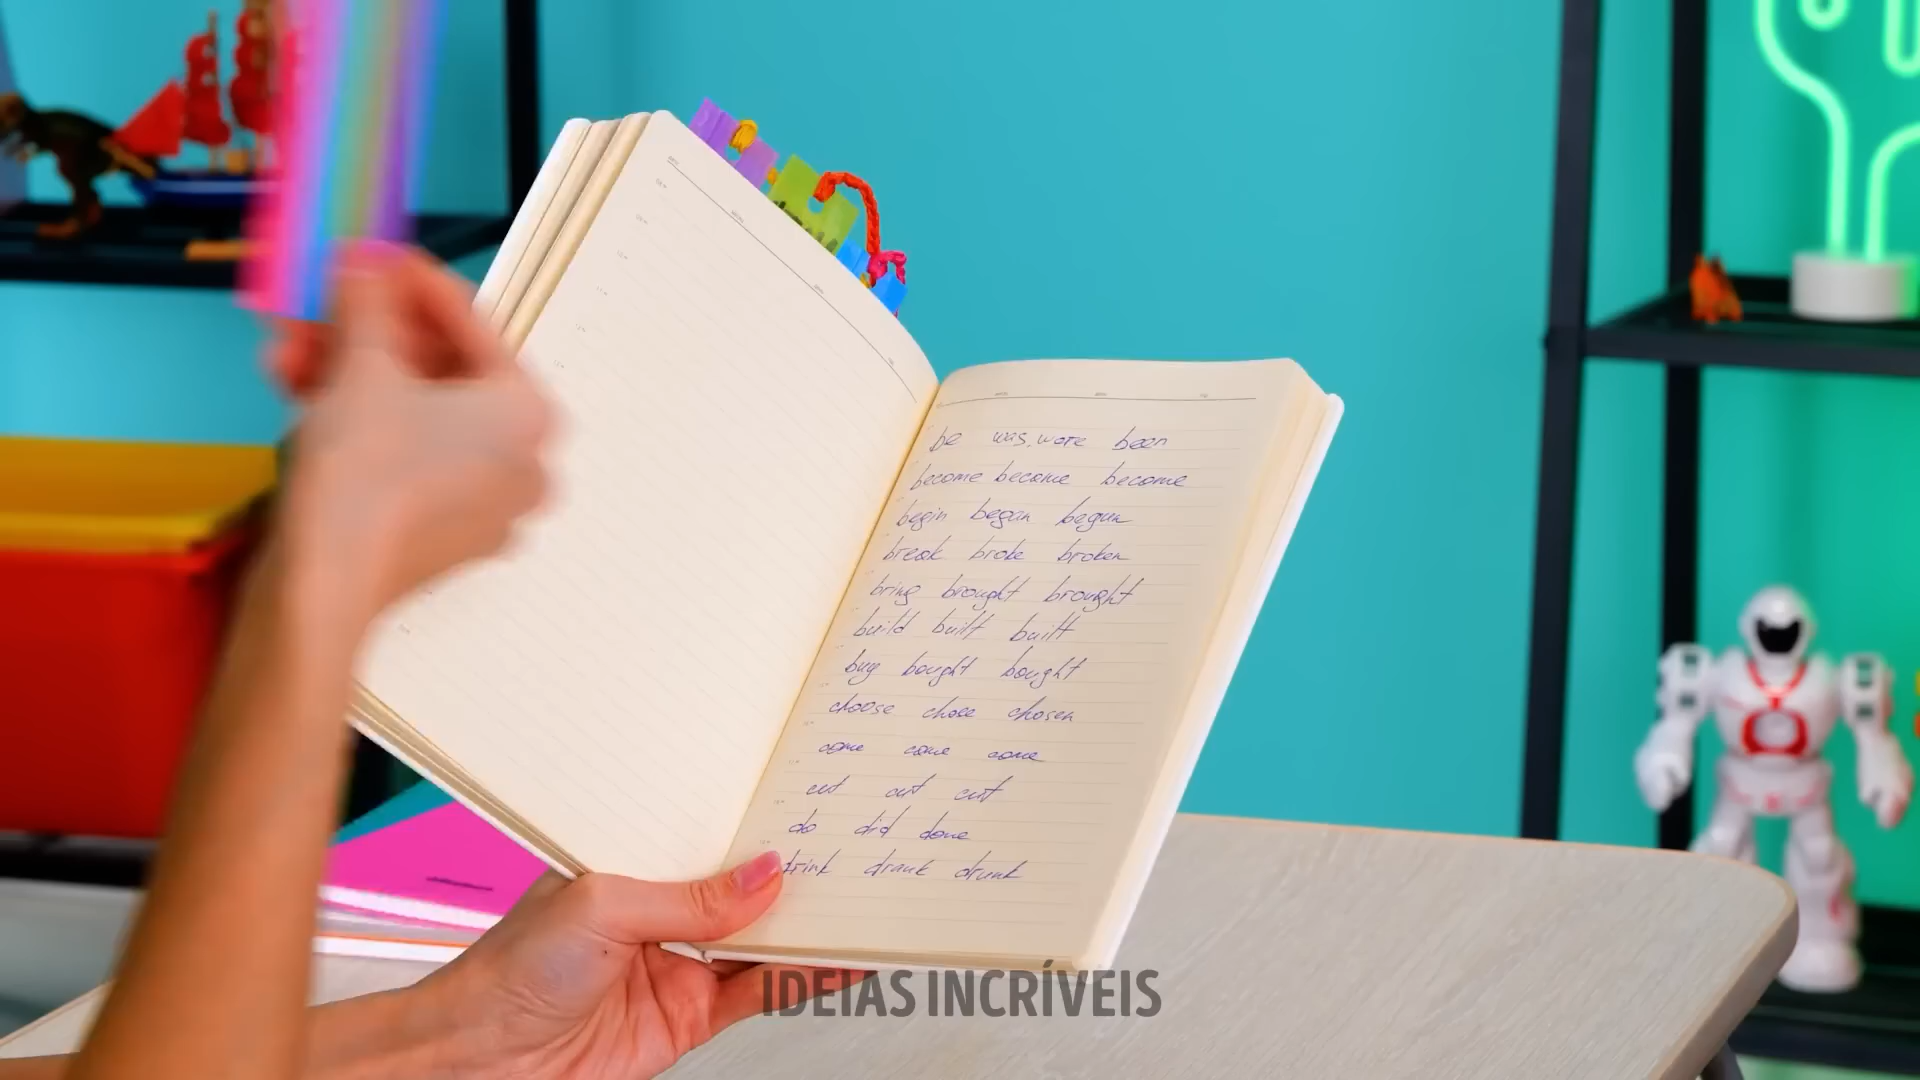 be was, were been
become became become
begin began begun
break broke broken
bring brought brought
build built built
buy bought bought
choose chose chosen
come came come
cut cut cut
do did done
drink drank drunk
IDEIAS INCRÍVEIS